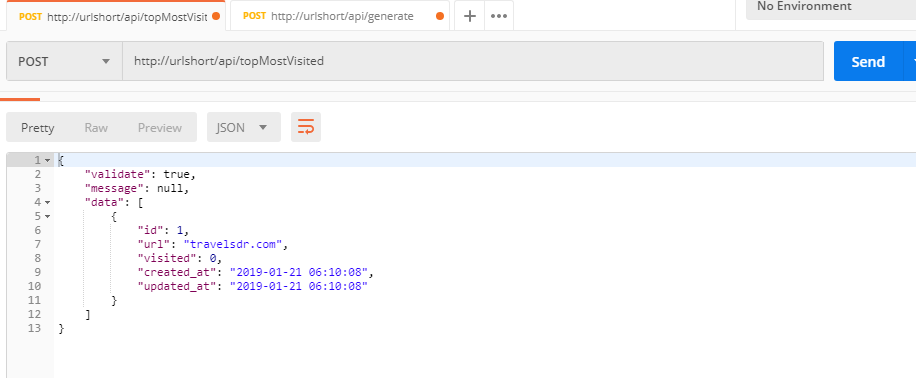 POST http://urlshort/api/topMostVisit
POST http://urlshort/api/generate
+ •••
No Environment
POST
http://urlshort/api/topMostVisited
Send
Pretty Raw Preview JSON
1 {
2 "validate": true,
3 "message": null,
4 "data": [
5 {
6 "id": 1,
7 "url": "travelsdr.com",
8 "visited": 0,
9 "created_at": "2019-01-21 06:10:08",
10 "updated_at": "2019-01-21 06:10:08"
11 }
12 ]
13 }